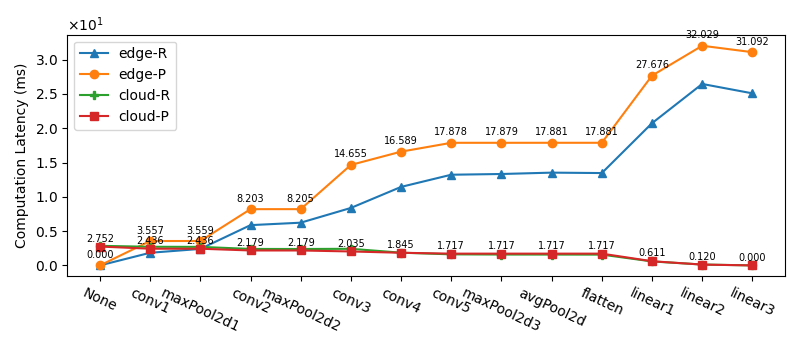 ×10¹
Computation Latency (ms)
3.0
2.5
2.0
1.5
1.0
0.5
0.0
edge-R
edge-P
cloud-R
cloud-P
0.000 3.557 3.559 8.203 8.205 14.655 16.589 17.878 17.879 17.881 17.881 27.676 32.029 31.092
2.752 2.436 2.436 2.179 2.179 2.035 1.845 1.717 1.717 1.717 1.717 0.611 0.120 0.000
None conv1 maxPool2d1 conv2 maxPool2d2 conv3 conv4 conv5 maxPool2d3 avgPool2d flatten linear1 linear2 linear3